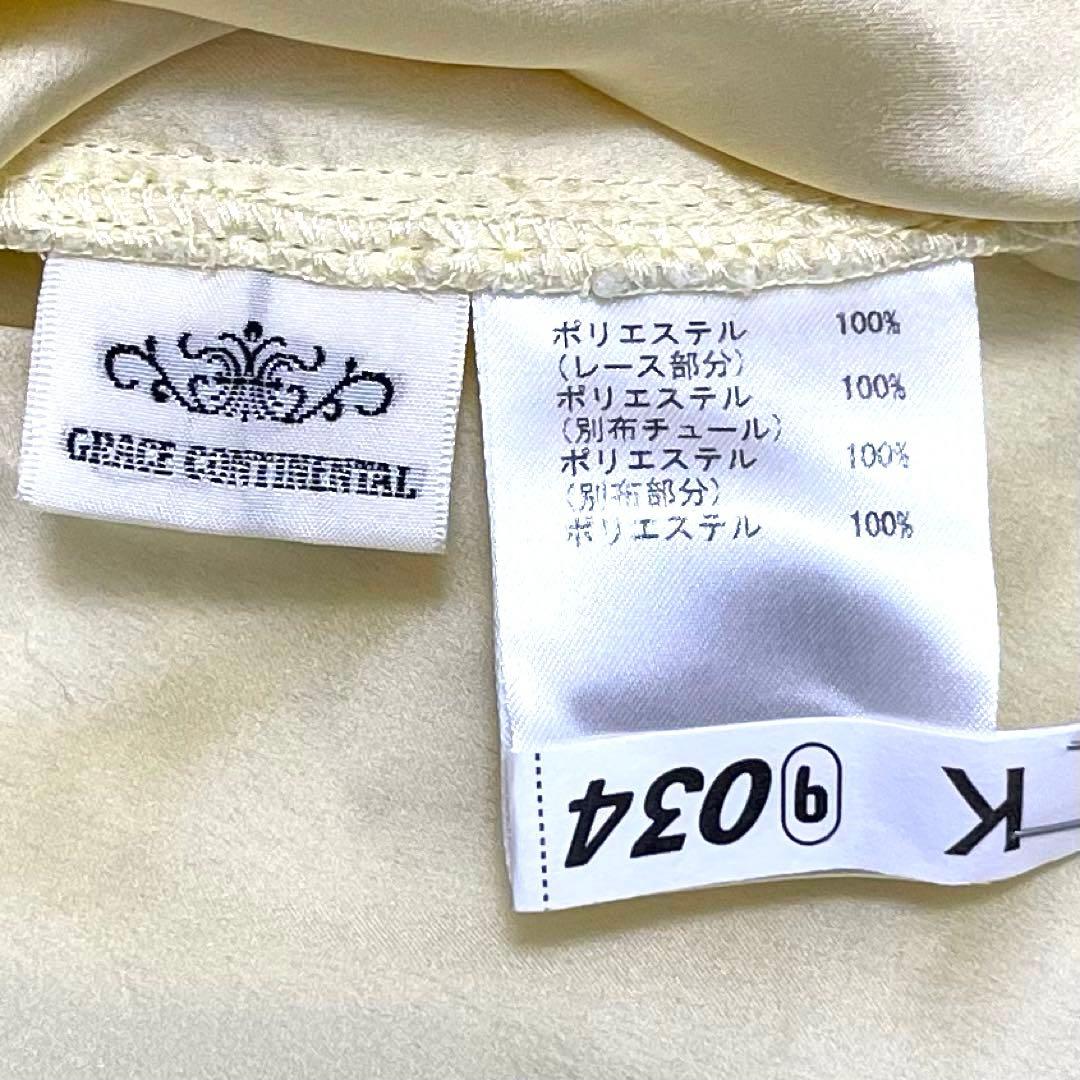 GRACE CONTINENTAL
ポリエステル 100%
(レース部分)
ポリエステル 100%
(別布チュール)
ポリエステル 100%
(別布部分)
ポリエステル 100%
034
K